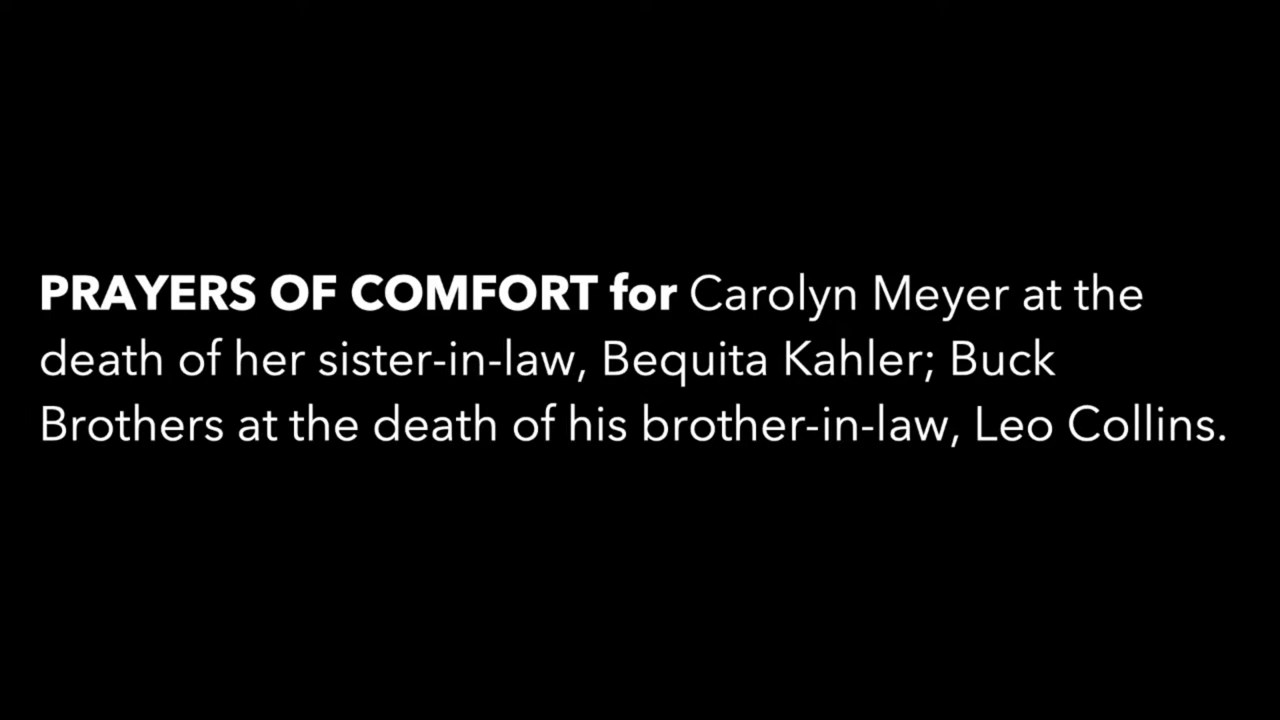 PRAYERS OF COMFORT for Carolyn Meyer at the
death of her sister-in-law, Bequita Kahler; Buck
Brothers at the death of his brother-in-law, Leo Collins.